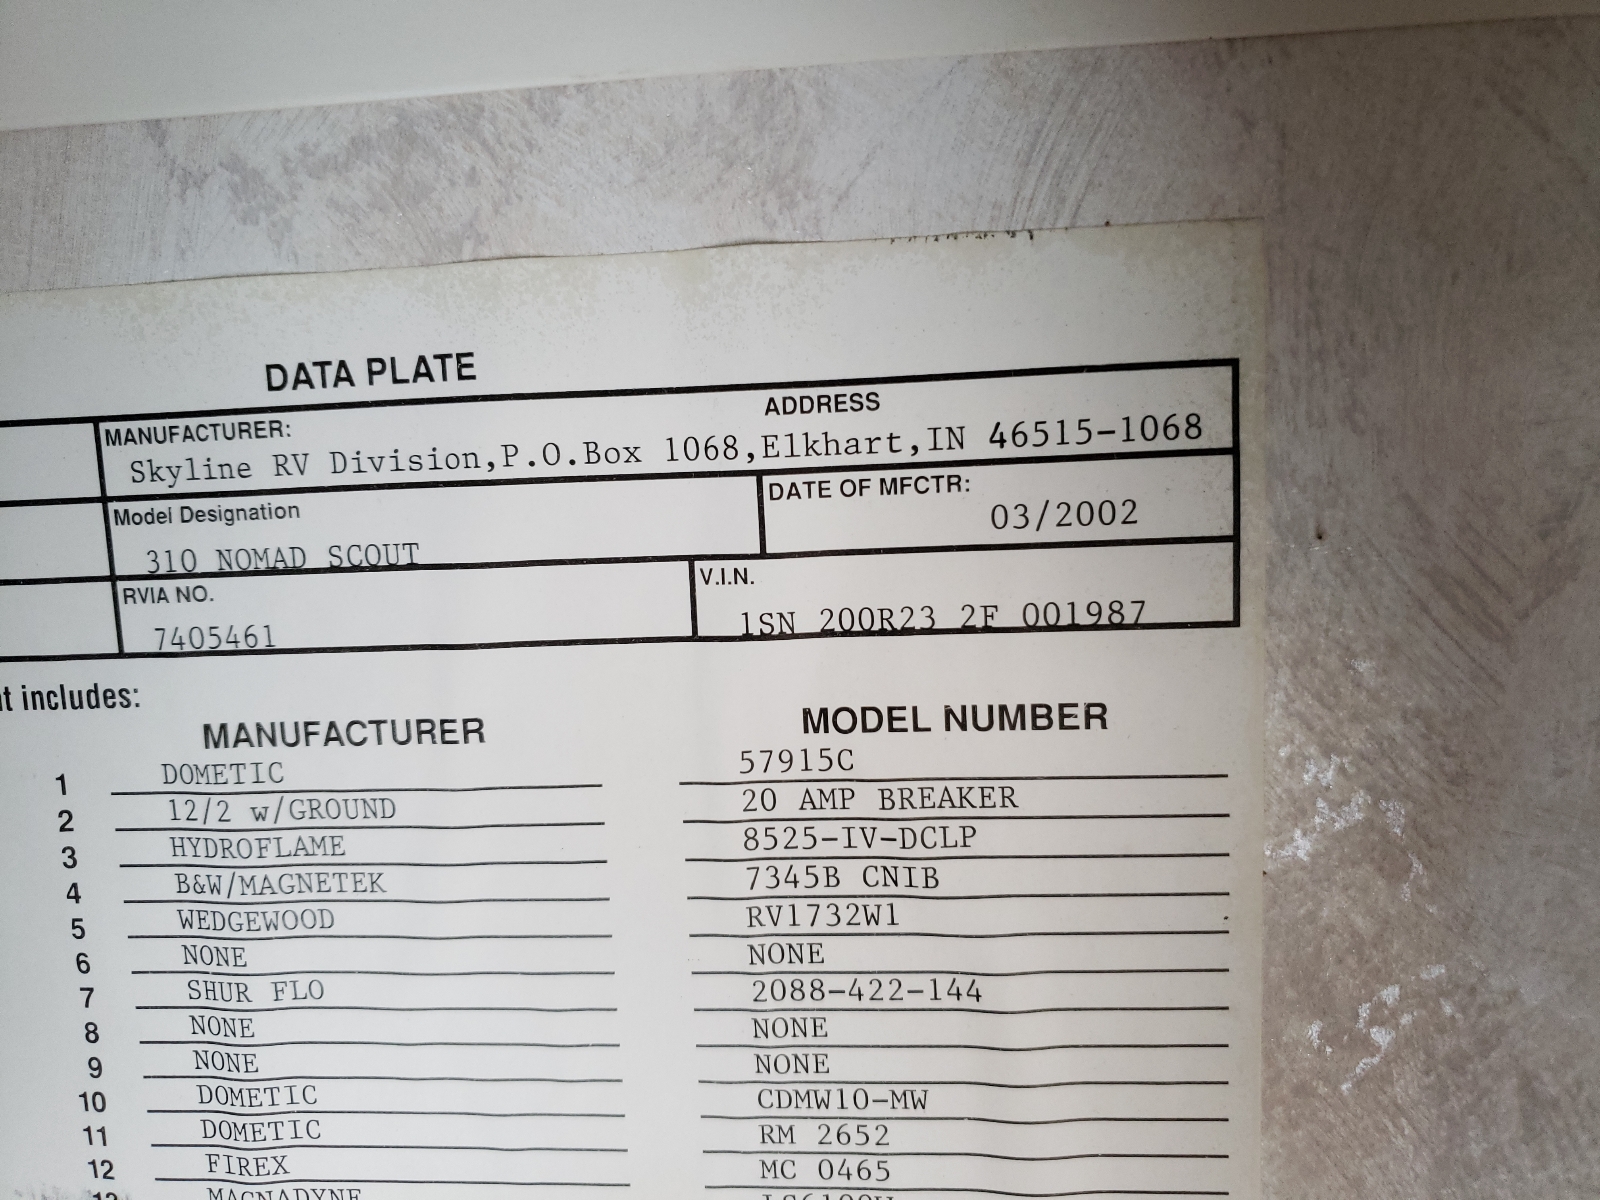 DATA PLATE
MANUFACTURER: ADDRESS
Skyline RV Division,P.O.Box 1068,Elkhart,IN 46515-1068
Model Designation
310 NOMAD SCOUT
DATE OF MFCTR:
03/2002
RVIA NO.
7405461
V.I.N.
1SN 200R23 2F 001987
includes:
MANUFACTURER MODEL NUMBER
1 DOMETIC 57915C
2 12/2 w/GROUND 20 AMP BREAKER
3 HYDROFLAME 8525-IV-DCLP
4 B&W/MAGNETEK 7345B CNIB
5 WEDGEWOOD RV1732W1
6 NONE NONE
7 SHUR FLO 2088-422-144
8 NONE NONE
9 NONE NONE
10 DOMETIC CDMW10-MW
11 DOMETIC RM 2652
12 FIREX MC 0465
13 MAGNADYNE